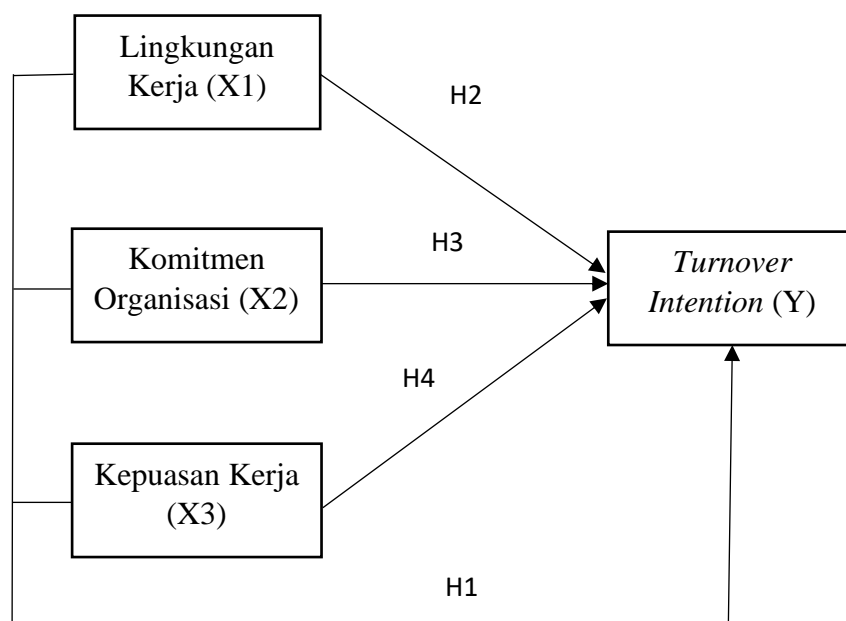 Lingkungan
Kerja (X1)
H2
Komitmen
Organisasi (X2)
H3
Turnover
Intention (Y)
H4
Kepuasan Kerja
(X3)
H1